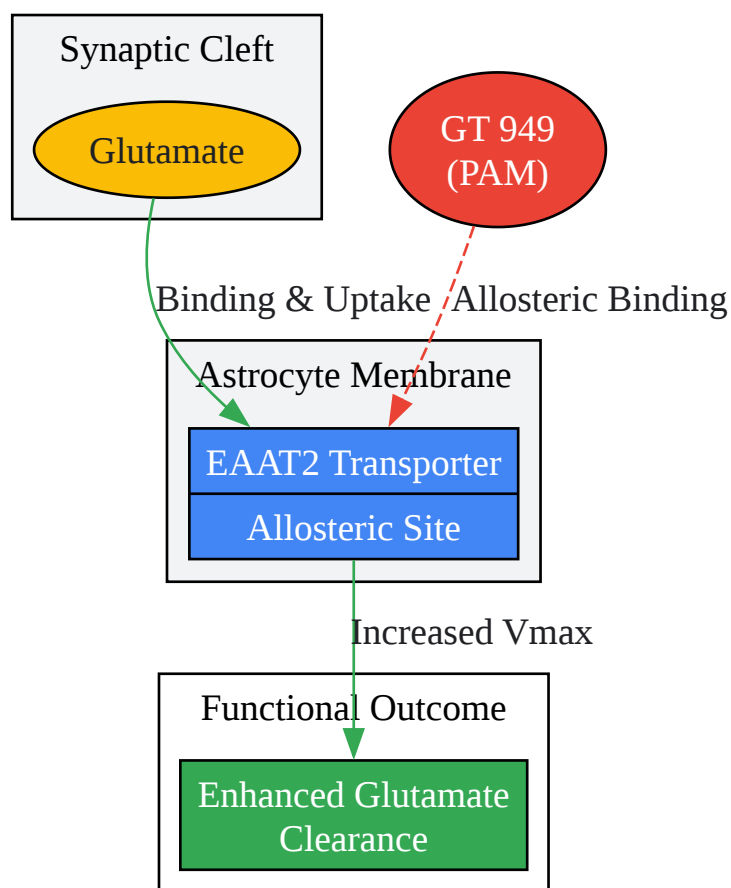 Synaptic Cleft
Glutamate
GT 949
(PAM)
Binding & Uptake
Allosteric Binding
Astrocyte Membrane
EAAT2 Transporter
Allosteric Site
Increased Vmax
Functional Outcome
Enhanced Glutamate
Clearance